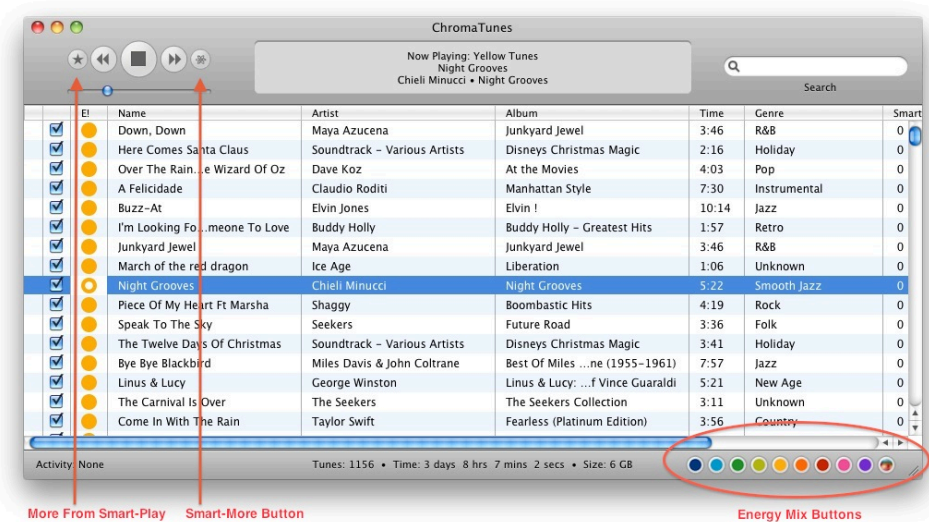 ChromaTunes
Now Playing: Yellow Tunes
Night Grooves
Chieli Minucci • Night Grooves
Search
E! Name Artist Album Time Genre Smart
Down, Down Maya Azucena Junkyard Jewel 3:46 R&B 0
Here Comes Santa Claus Soundtrack – Various Artists Disneys Christmas Magic 2:16 Holiday 0
Over The Rain...e Wizard Of Oz Dave Koz At the Movies 4:03 Pop 0
A Felicidade Claudio Roditi Manhattan Style 7:30 Instrumental 0
Buzz-At Elvin Jones Elvin ! 10:14 Jazz 0
I'm Looking Fo...meone To Love Buddy Holly Buddy Holly – Greatest Hits 1:57 Retro 0
Junkyard Jewel Maya Azucena Junkyard Jewel 3:46 R&B 0
March of the red dragon Ice Age Liberation 1:06 Unknown 0
Night Grooves Chieli Minucci Night Grooves 5:22 Smooth Jazz 0
Piece Of My Heart Ft Marsha Shaggy Boombastic Hits 4:19 Rock 0
Speak To The Sky Seekers Future Road 3:36 Folk 0
The Twelve Days Of Christmas Soundtrack – Various Artists Disneys Christmas Magic 3:41 Holiday 0
Bye Bye Blackbird Miles Davis & John Coltrane Best Of Miles ...ne (1955–1961) 7:57 Jazz 0
Linus & Lucy George Winston Linus & Lucy: ...f Vince Guaraldi 5:21 New Age 0
The Carnival Is Over The Seekers The Seekers Collection 3:11 Unknown 0
Come In With The Rain Taylor Swift Fearless (Platinum Edition) 3:56 Country 0
Activity: None Tunes: 1156 • Time: 3 days 8 hrs 7 mins 2 secs • Size: 6 GB
More From Smart-Play Smart-More Button Energy Mix Buttons